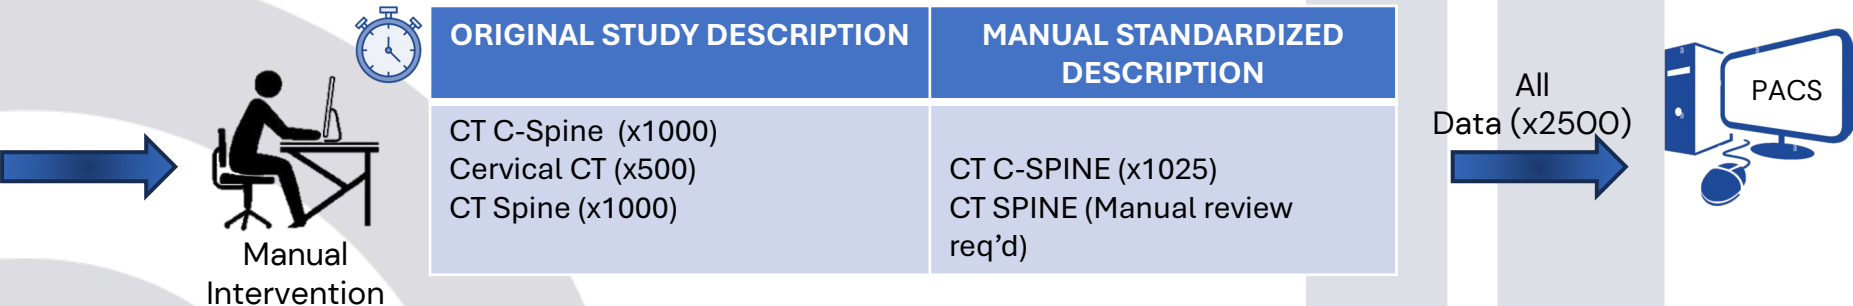 ORIGINAL STUDY DESCRIPTION
MANUAL STANDARDIZED
DESCRIPTION
CT C-Spine (x1000)
Cervical CT (x500)
CT Spine (x1000)
CT C-SPINE (x1025)
CT SPINE (Manual review
req’d)
Manual
Intervention
All
Data (x2500)
PACS